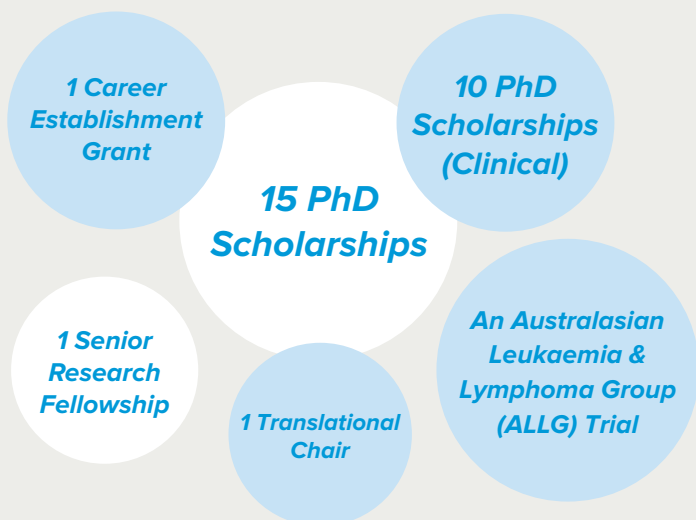 1 Career
Establishment
Grant
10 PhD
Scholarships
(Clinical)
15 PhD
Scholarships
1 Senior
Research
Fellowship
1 Translational
Chair
An Australasian
Leukaemia &
Lymphoma Group
(ALLG) Trial